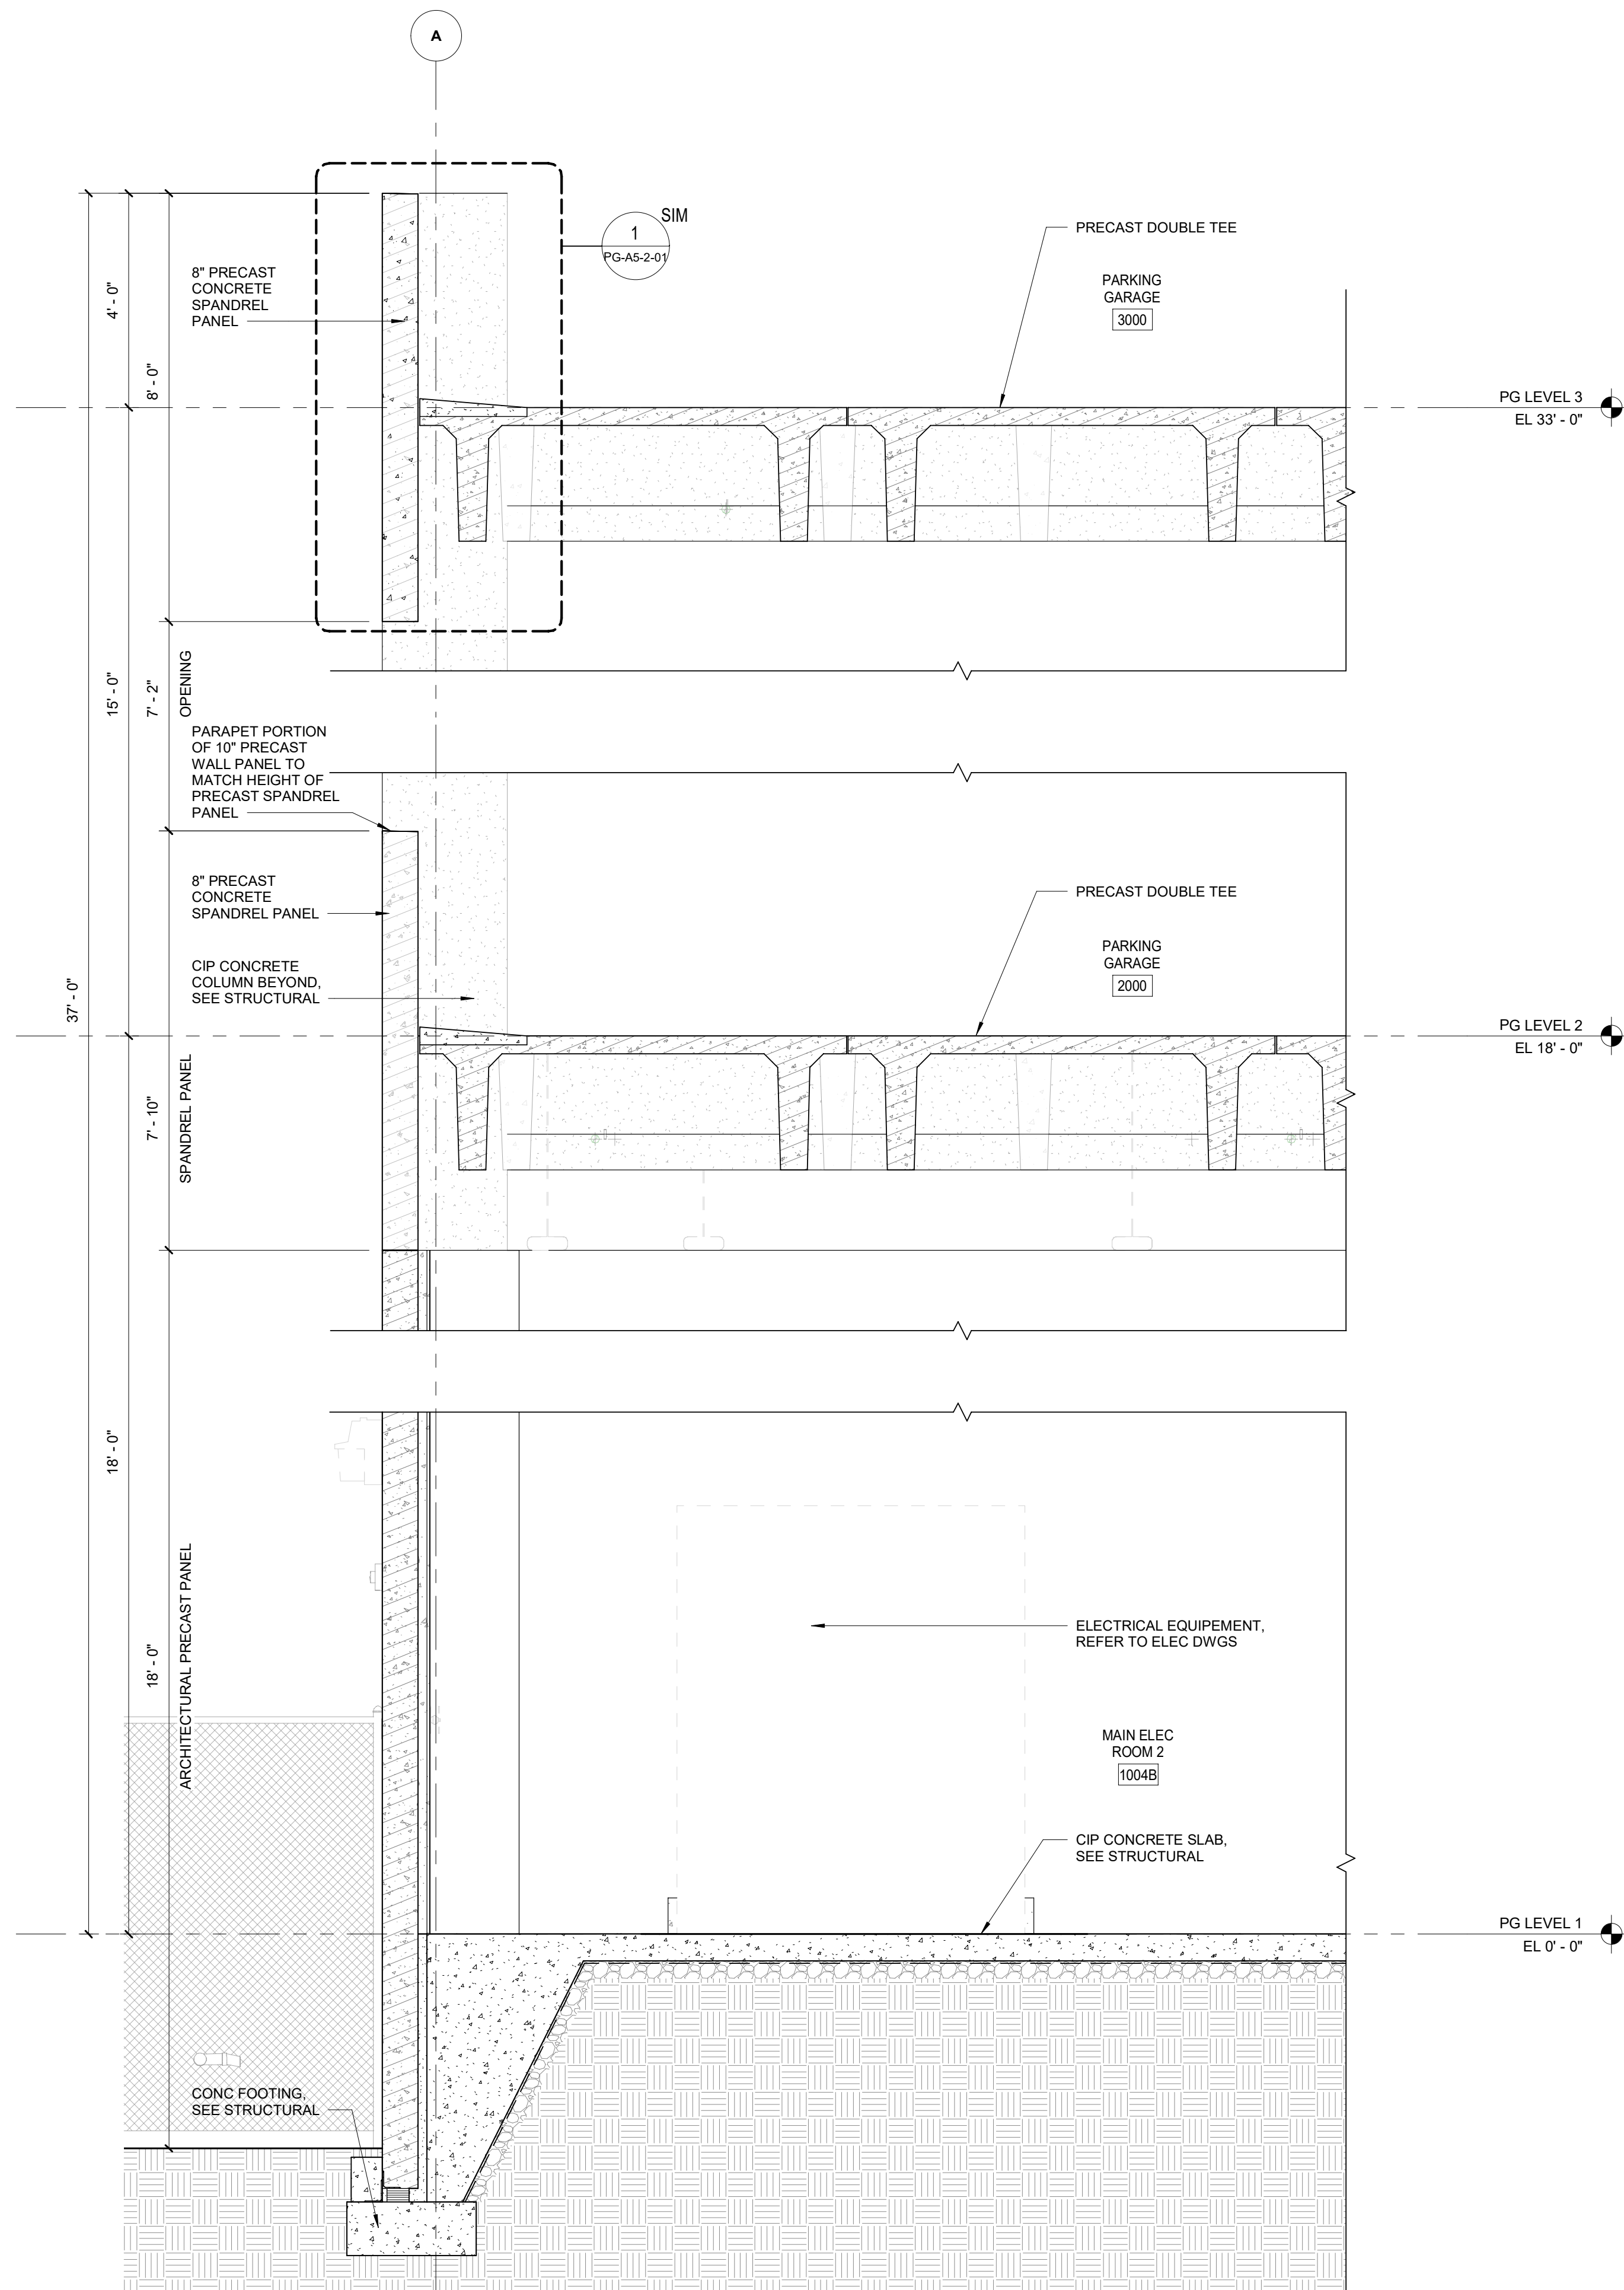 A
SIM
1
PG-A5-2-01
PRECAST DOUBLE TEE
PARKING
GARAGE
3000
8" PRECAST
CONCRETE
SPANDREL
PANEL
4' - 0"
8' - 0"
PG LEVEL 3
EL 33' - 0"
15' - 0"
7' - 2"
OPENING
PARAPET PORTION
OF 10" PRECAST
WALL PANEL TO
MATCH HEIGHT OF
PRECAST SPANDREL
PANEL
8" PRECAST
CONCRETE
SPANDREL PANEL
PRECAST DOUBLE TEE
PARKING
GARAGE
2000
CIP CONCRETE
COLUMN BEYOND,
SEE STRUCTURAL
37' - 0"
PG LEVEL 2
EL 18' - 0"
7' - 10"
SPANDREL PANEL
18' - 0"
18' - 0"
ARCHITECTURAL PRECAST PANEL
ELECTRICAL EQUIPEMENT,
REFER TO ELEC DWGS
MAIN ELEC
ROOM 2
1004B
CIP CONCRETE SLAB,
SEE STRUCTURAL
PG LEVEL 1
EL 0' - 0"
CONC FOOTING,
SEE STRUCTURAL